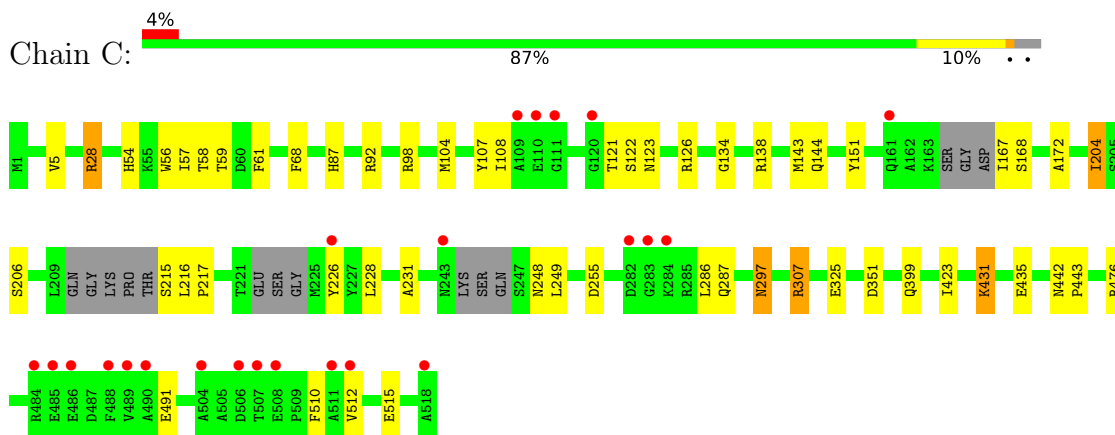 4%
Chain C:
87% 10% • •
M1 V5 R28 H54 K55 W56 I57 T58 T59 D60 F61 F68 H87 R92 R98 M104 Y107 I108 A109 E110 G111 G120 T121 S122 N123 R126 G134 R138 M143 Q144 Y151 Q161 A162 K163 SER GLY ASP I167 S168 A172 I204 S205
S206 L209 GLN GLY LYS PRO THR S215 L216 P217 T221 GLU SER GLY M225 Y226 Y227 L228 A231 N243 LYS SER GLN S247 N248 L249 D255 D282 G283 K284 R285 L286 Q287 N297 R307 E325 D351 Q399 I423 K431 E435 N442 P443
R484 E485 E486 D487 F488 V489 A490 E491 A504 A505 D506 T507 E508 P509 F510 A511 V512 E515 A518